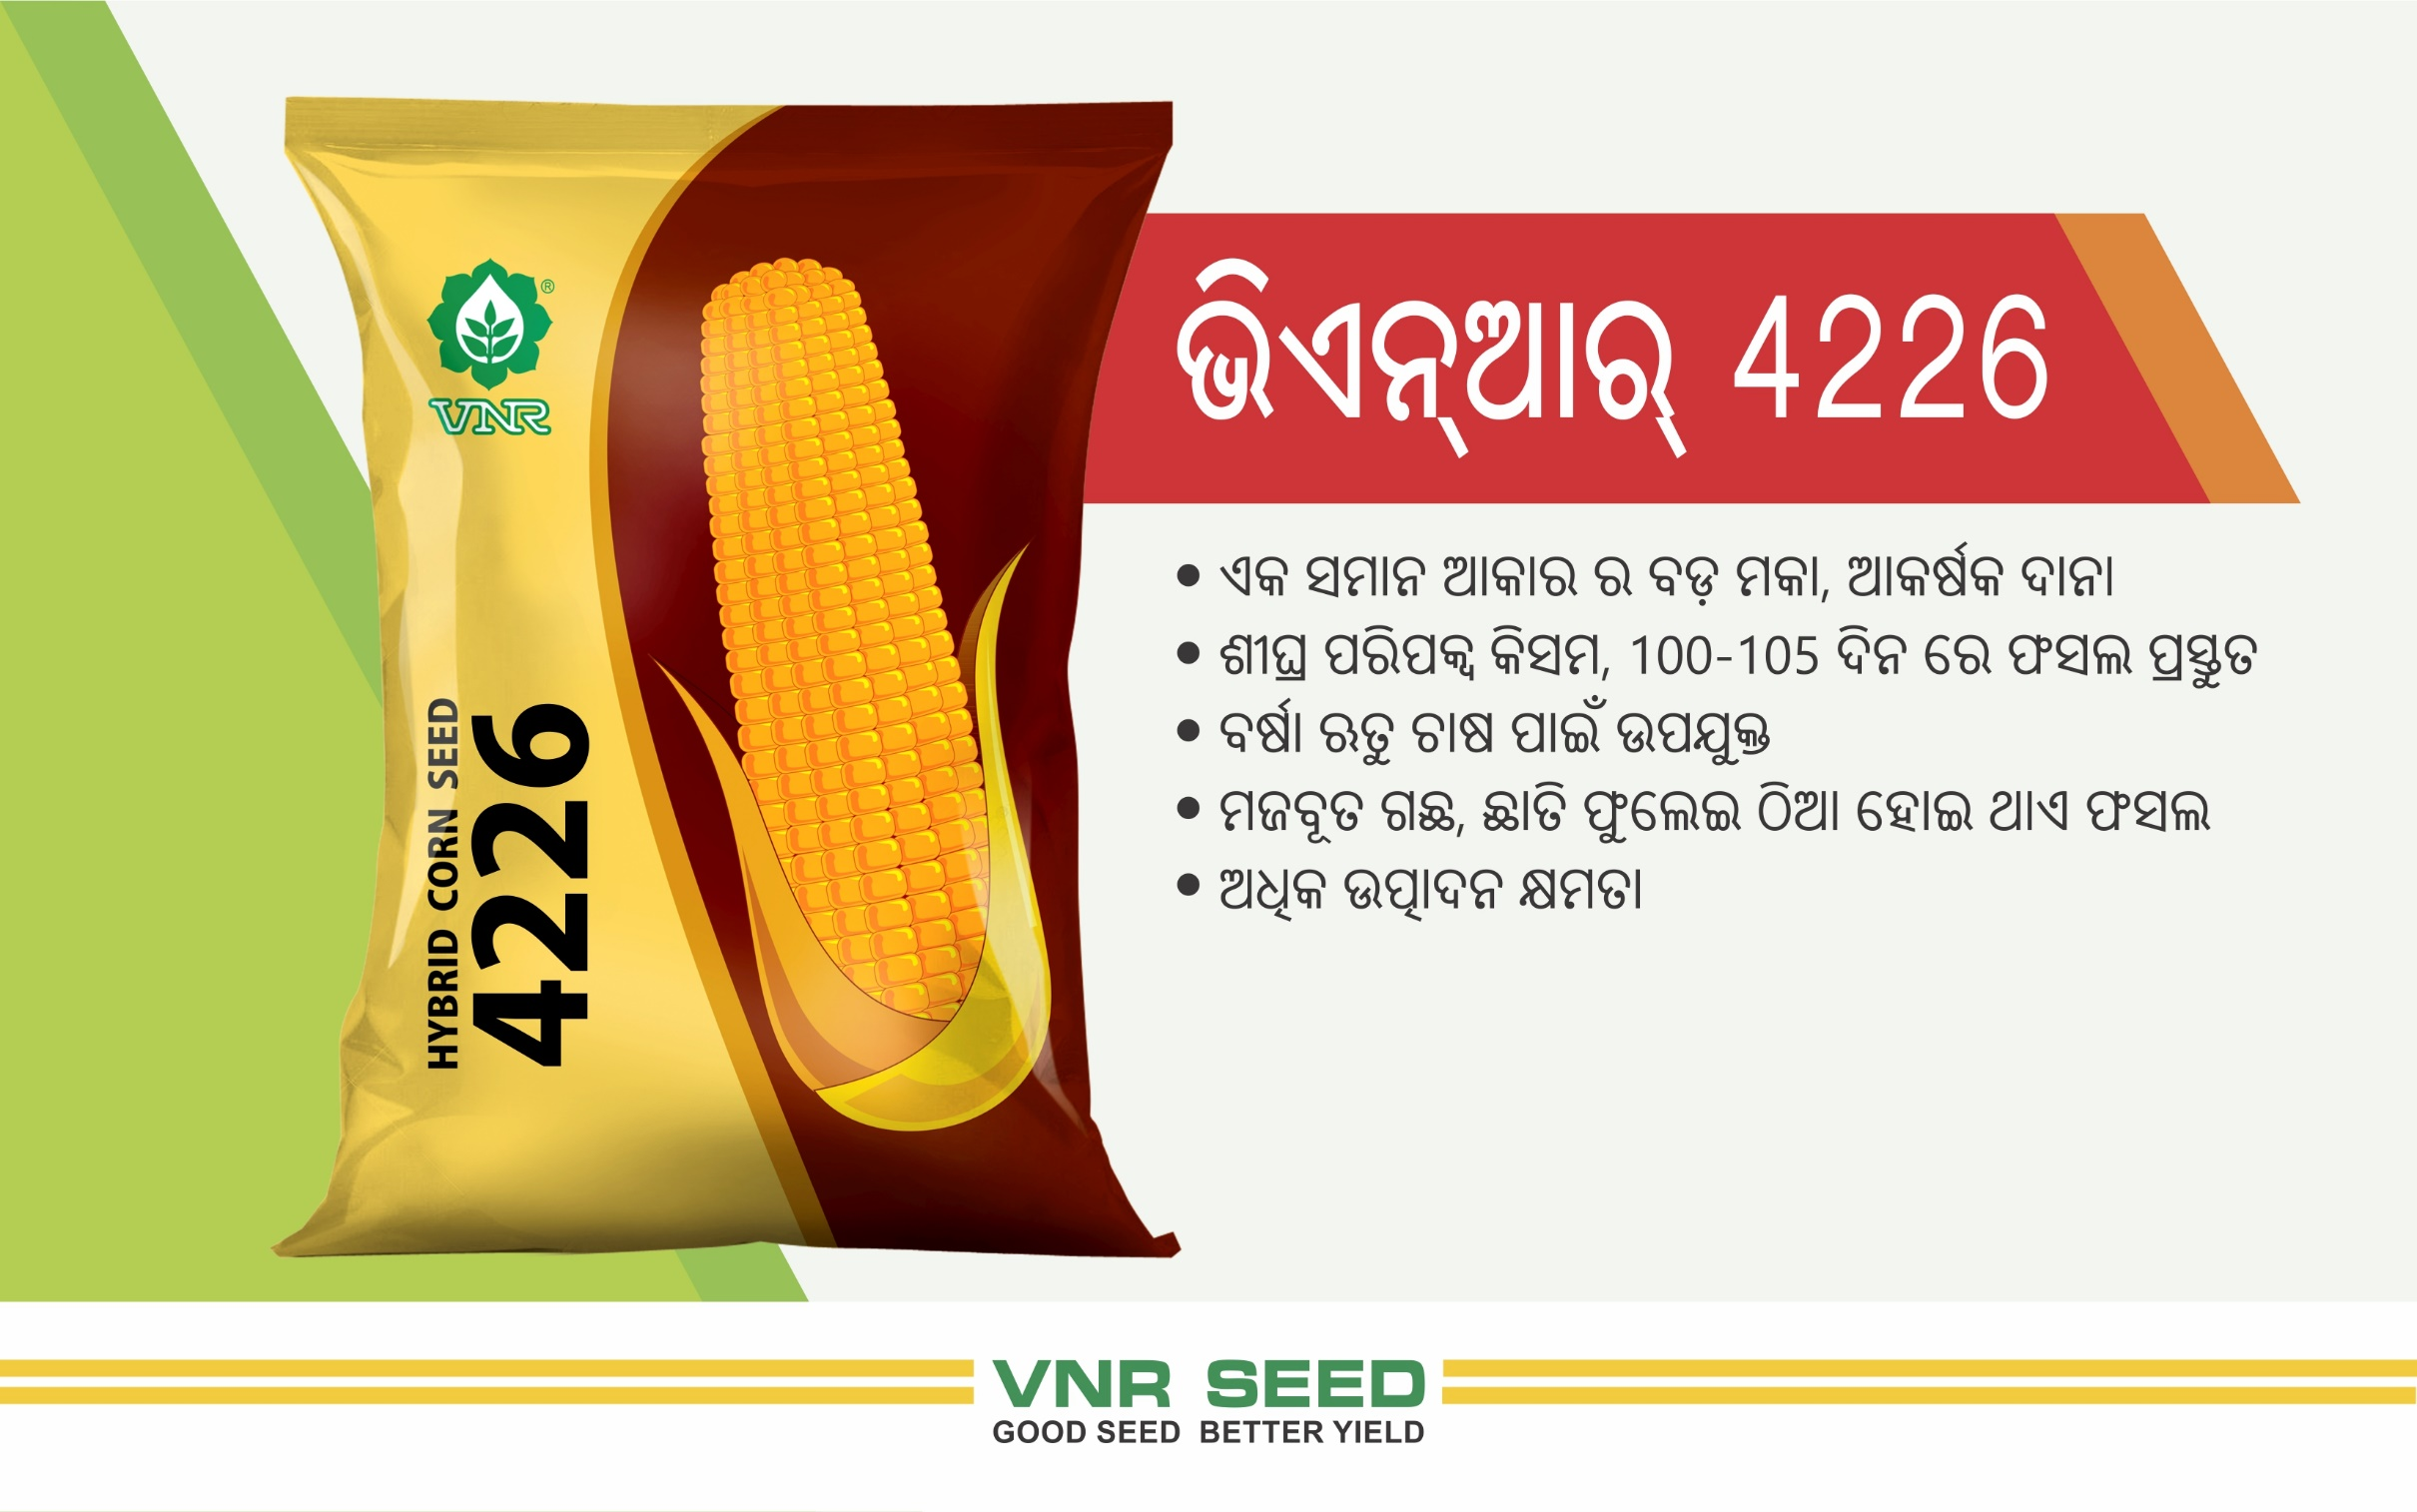 ®
VNR
HYBRID CORN SEED
4226
ଭିଏନ୍ଆର୍ 4226
• ଏକ ସମାନ ଆକାର ର ବଡ଼ ମକା, ଆକର୍ଷକ ଦାନା
• ଶୀଘ୍ର ପରିପକ୍ୱ କିସମ, 100-105 ଦିନ ରେ ଫସଲ ପ୍ରସ୍ତୁତ
• ବର୍ଷା ଋତୁ ଚାଷ ପାଇଁ ଉପଯୁକ୍ତ
• ମଜବୂତ ଗଛ, ଛାତି ଫୁଲେଇ ଠିଆ ହୋଇ ଥାଏ ଫସଲ
• ଅଧିକ ଉତ୍ପାଦନ କ୍ଷମତା
VNR SEED
GOOD SEED BETTER YIELD